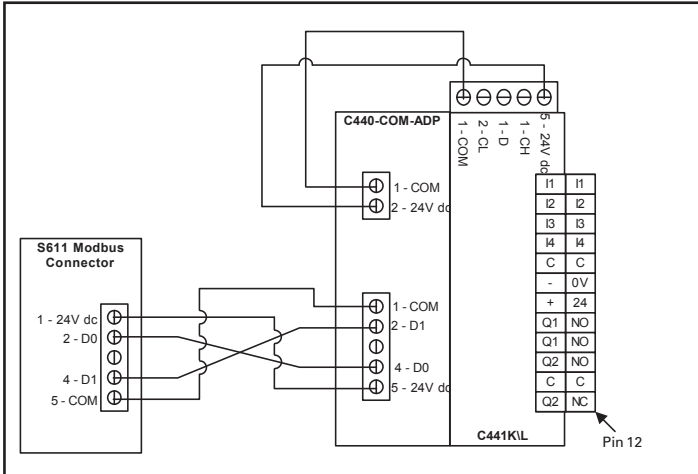 C440-COM-ADP
1 - COM
2 - CL
1 - D
1 - CH
5 - 24V dc
1 - COM
2 - 24V dc
S611 Modbus
Connector
1 - 24V dc
2 - D0
4 - D1
5 - COM
1 - COM
2 - D1
4 - D0
5 - 24V dc
I1 I1
I2 I2
I3 I3
I4 I4
C C
- 0V
+ 24
Q1 NO
Q1 NO
Q2 NO
C C
Q2 NC
C441K\L
Pin 12